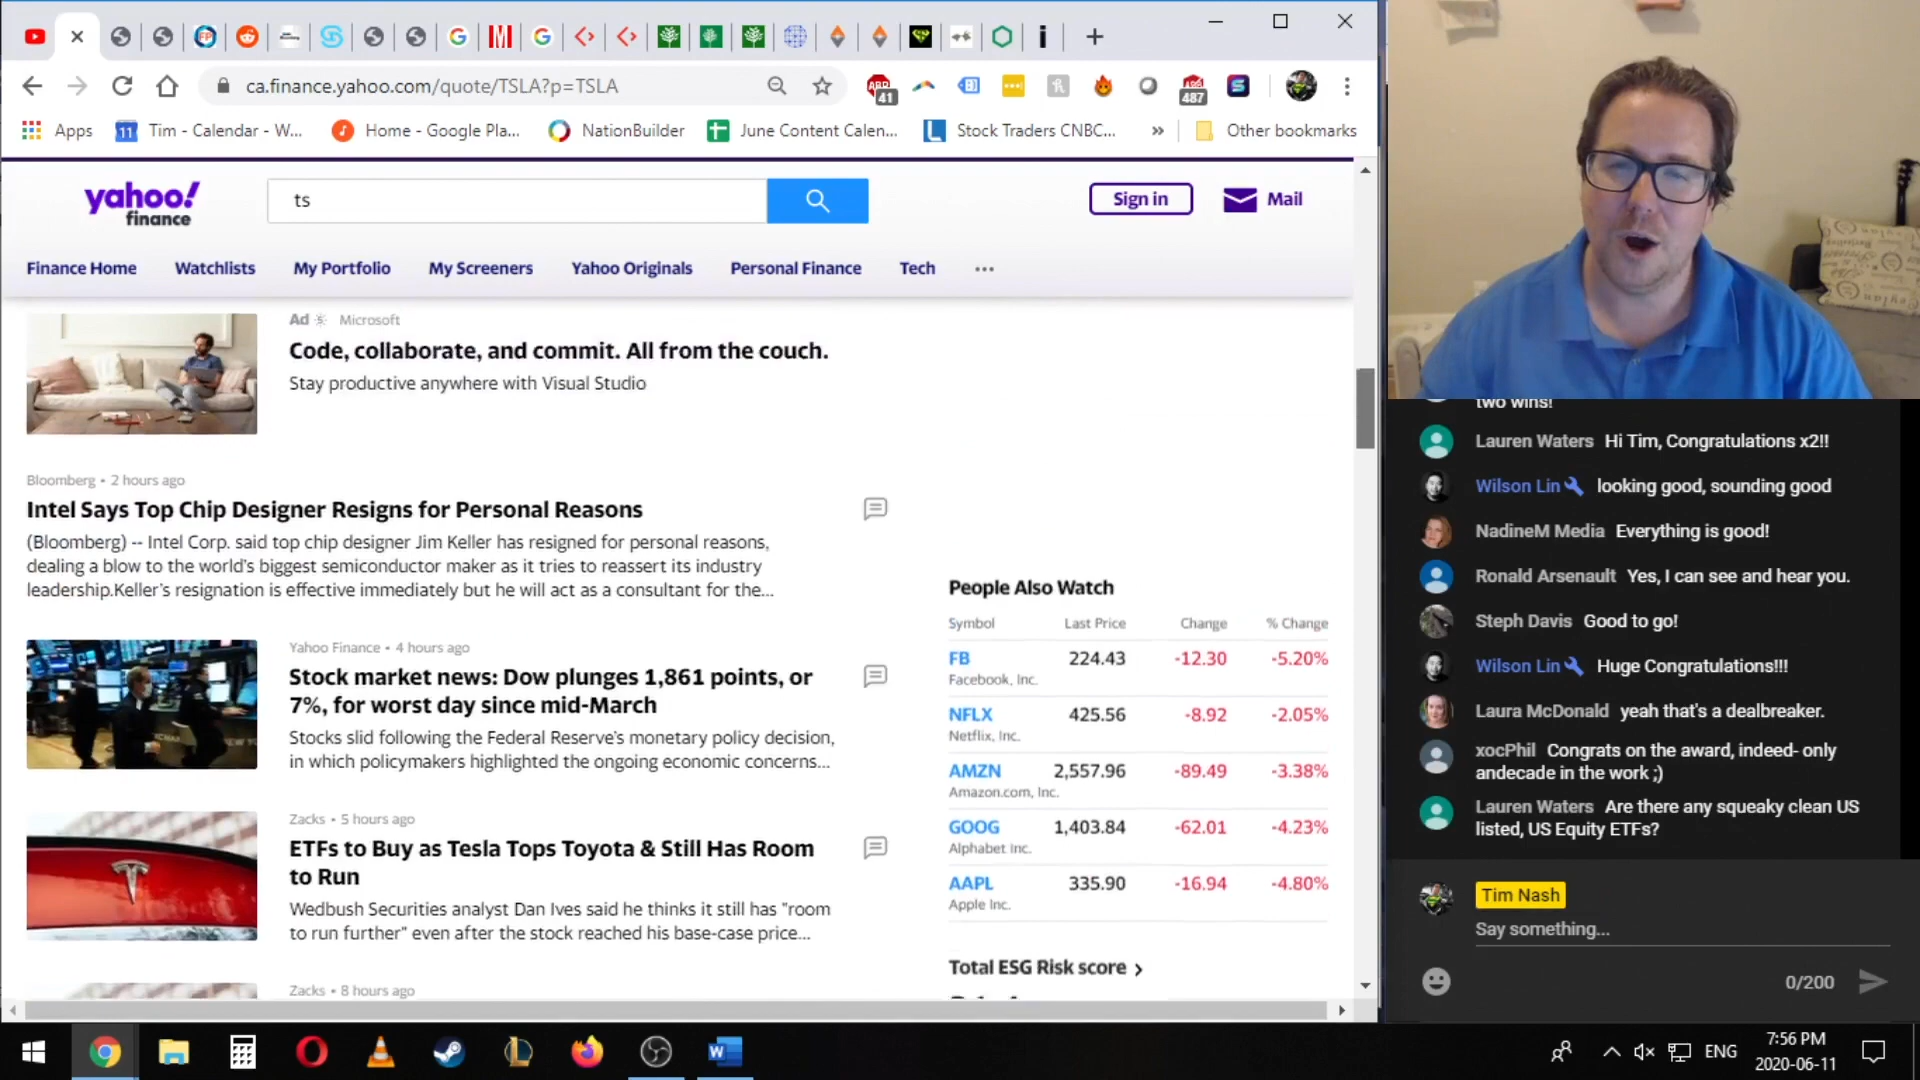 ca.finance.yahoo.com/quote/TSLA?p=TSLA
ABP
41
487
Apps
11
Tim - Calendar - W...
Home - Google Pla...
NationBuilder
June Content Calen...
Stock Traders CNBC...
»
Other bookmarks
yahoo!
finance
ts
Sign in
Mail
Finance Home
Watchlists
My Portfolio
My Screeners
Yahoo Originals
Personal Finance
Tech
...
Ad Microsoft
Code, collaborate, and commit. All from the couch.
Stay productive anywhere with Visual Studio
Bloomberg • 2 hours ago
Intel Says Top Chip Designer Resigns for Personal Reasons
(Bloomberg) -- Intel Corp. said top chip designer Jim Keller has resigned for personal reasons,
dealing a blow to the world's biggest semiconductor maker as it tries to reassert its industry
leadership.Keller's resignation is effective immediately but he will act as a consultant for the...
Yahoo Finance • 4 hours ago
Stock market news: Dow plunges 1,861 points, or
7%, for worst day since mid-March
Stocks slid following the Federal Reserve's monetary policy decision,
in which policymakers highlighted the ongoing economic concerns...
Zacks • 5 hours ago
ETFs to Buy as Tesla Tops Toyota & Still Has Room
to Run
Wedbush Securities analyst Dan Ives said he thinks it still has "room
to run further" even after the stock reached his base-case price...
Zacks • 8 hours ago
People Also Watch
Symbol Last Price Change % Change
FB 224.43 -12.30 -5.20%
Facebook, Inc.
NFLX 425.56 -8.92 -2.05%
Netflix, Inc.
AMZN 2,557.96 -89.49 -3.38%
Amazon.com, Inc.
GOOG 1,403.84 -62.01 -4.23%
Alphabet Inc.
AAPL 335.90 -16.94 -4.80%
Apple Inc.
Total ESG Risk score >
two wins!
Lauren Waters Hi Tim, Congratulations x2!!
Wilson Lin looking good, sounding good
NadineM Media Everything is good!
Ronald Arsenault Yes, I can see and hear you.
Steph Davis Good to go!
Wilson Lin Huge Congratulations!!!
Laura McDonald yeah that's a dealbreaker.
xocPhil Congrats on the award, indeed- only
andecade in the work ;)
Lauren Waters Are there any squeaky clean US
listed, US Equity ETFs?
Tim Nash
Say something...
0/200
ENG
7:56 PM
2020-06-11